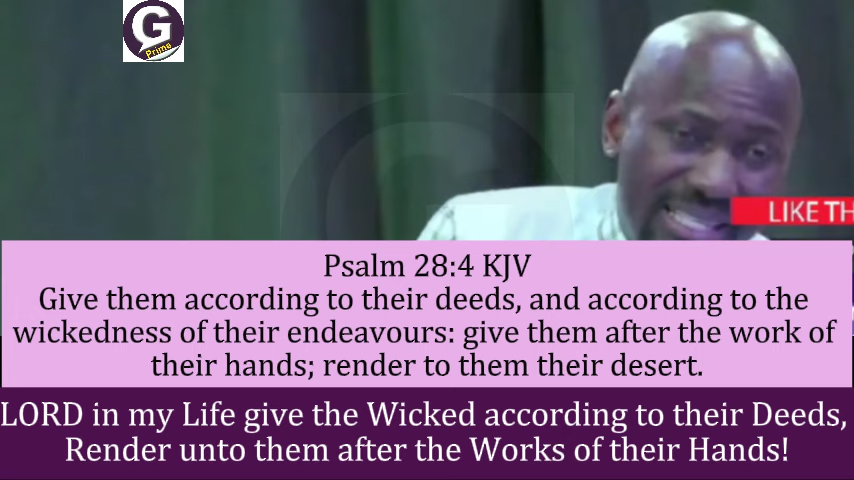 G
Prime
LIKE TH
Psalm 28:4 KJV
Give them according to their deeds, and according to the
wickedness of their endeavours: give them after the work of
their hands; render to them their desert.
LORD in my Life give the Wicked according to their Deeds,
Render unto them after the Works of their Hands!